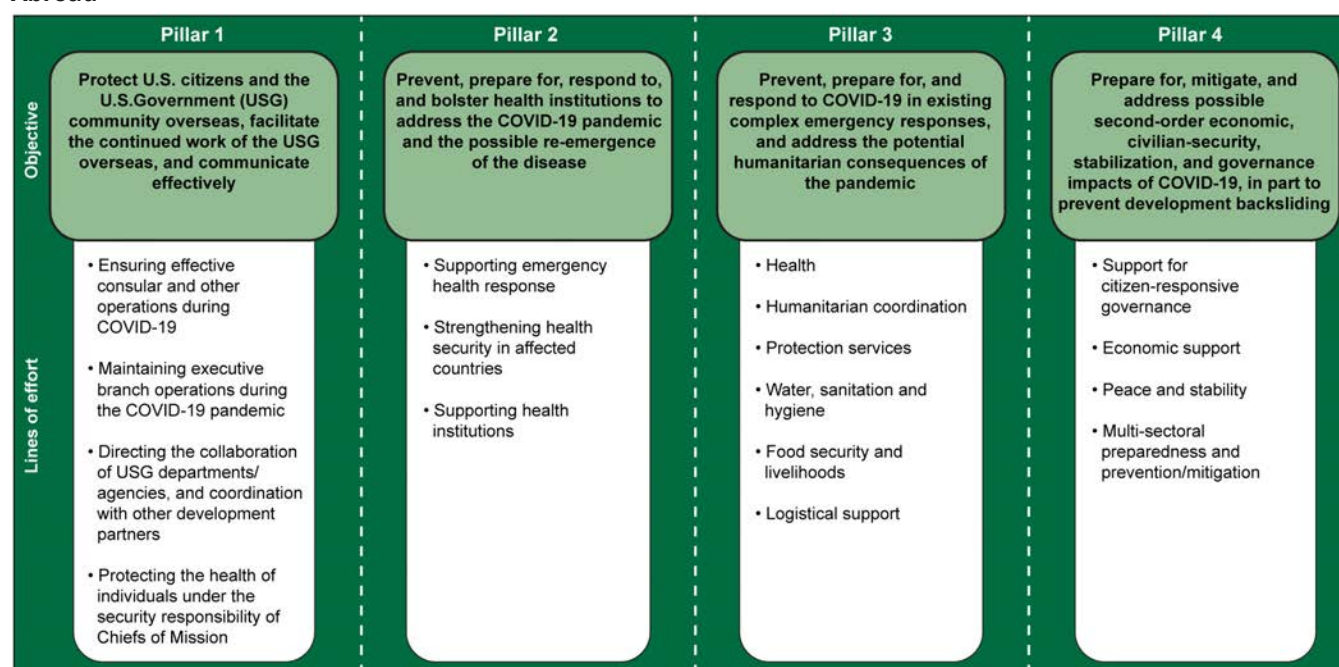 Pillar 1
Protect U.S. citizens and the
U.S.Government (USG)
community overseas, facilitate
the continued work of the USG
overseas, and communicate
effectively
• Ensuring effective
consular and other
operations during
COVID-19
• Maintaining executive
branch operations during
the COVID-19 pandemic
• Directing the collaboration
of USG departments/
agencies, and coordination
with other development
partners
• Protecting the health of
individuals under the
security responsibility of
Chiefs of Mission
Pillar 2
Prevent, prepare for, respond to,
and bolster health institutions to
address the COVID-19 pandemic
and the possible re-emergence
of the disease
• Supporting emergency
health response
• Strengthening health
security in affected
countries
• Supporting health
institutions
Pillar 3
Prevent, prepare for, and
respond to COVID-19 in existing
complex emergency responses,
and address the potential
humanitarian consequences of
the pandemic
• Health
• Humanitarian coordination
• Protection services
• Water, sanitation and
hygiene
• Food security and
livelihoods
• Logistical support
Pillar 4
Prepare for, mitigate, and
address possible
second-order economic,
civilian-security,
stabilization, and governance
impacts of COVID-19, in part to
prevent development backsliding
• Support for
citizen-responsive
governance
• Economic support
• Peace and stability
• Multi-sectoral
preparedness and
prevention/mitigation
Objective
Lines of effort